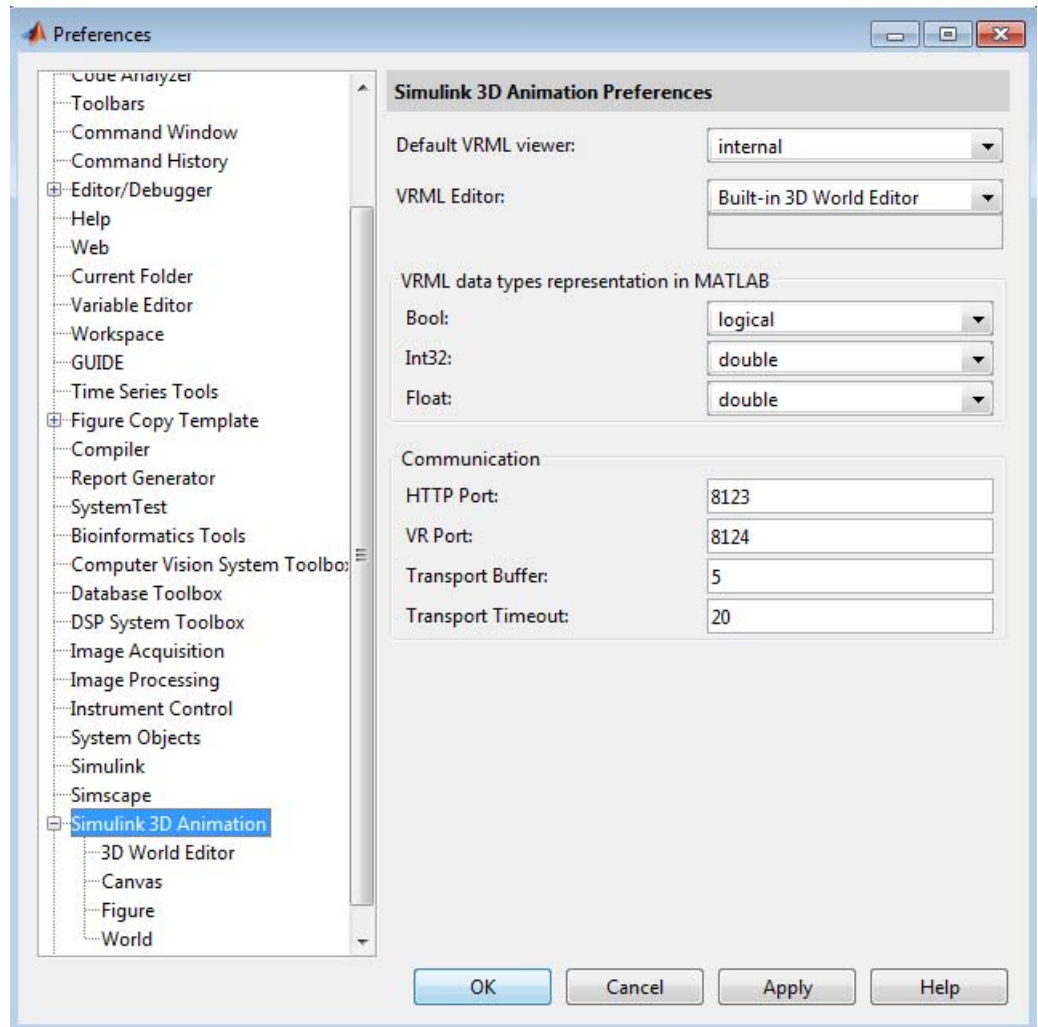 Preferences
Code Analyzer
Toolbars
Command Window
Command History
Editor/Debugger
Help
Web
Current Folder
Variable Editor
Workspace
GUIDE
Time Series Tools
Figure Copy Template
Compiler
Report Generator
SystemTest
Bioinformatics Tools
Computer Vision System Toolbo
Database Toolbox
DSP System Toolbox
Image Acquisition
Image Processing
Instrument Control
System Objects
Simulink
Simscape
Simulink 3D Animation
3D World Editor
Canvas
Figure
World
Simulink 3D Animation Preferences
Default VRML viewer: internal
VRML Editor: Built-in 3D World Editor
VRML data types representation in MATLAB
Bool: logical
Int32: double
Float: double
Communication
HTTP Port: 8123
VR Port: 8124
Transport Buffer: 5
Transport Timeout: 20
OK Cancel Apply Help